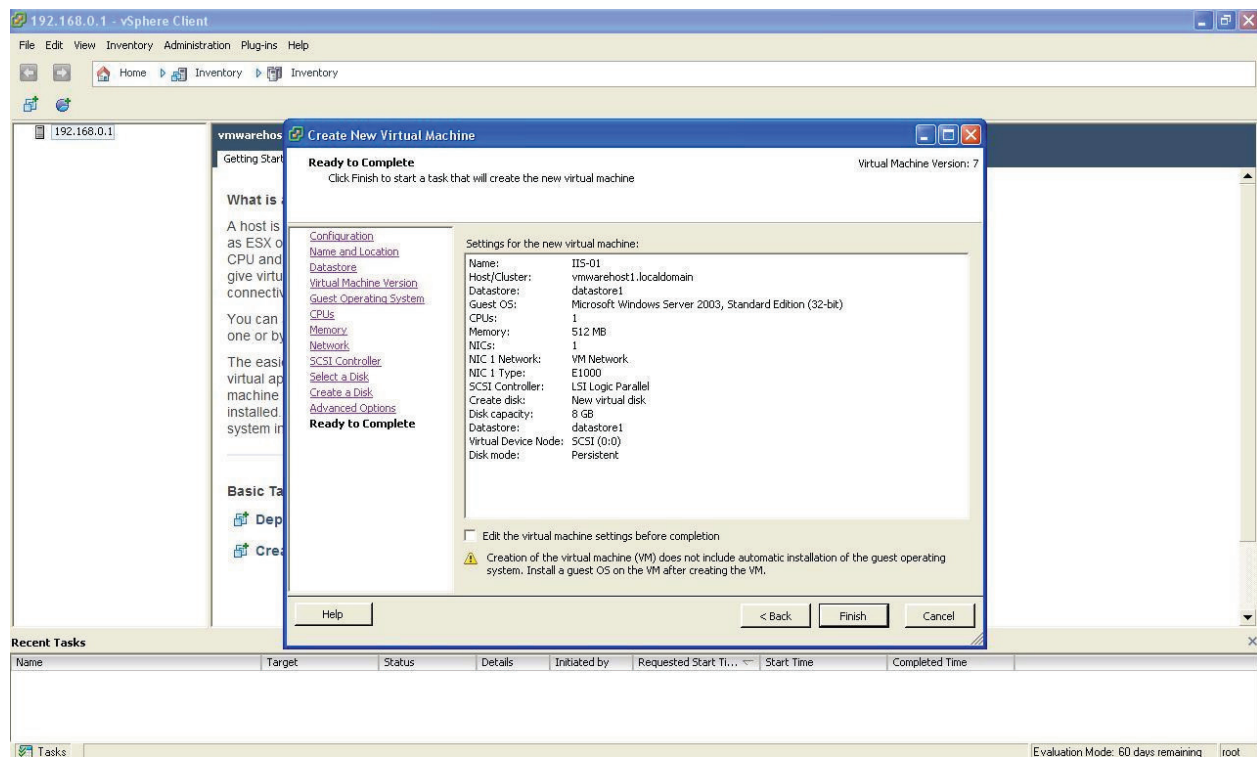 192.168.0.1 - vSphere Client
File Edit View Inventory Administration Plug-ins Help
Home Inventory Inventory
192.168.0.1
vmwarehos
Getting Start
What is
A host is
as ESX o
CPU and
give virtu
connectiv
You can
one or by
The easi
virtual ap
machine
installed.
system in
Basic Ta
Dep
Crea
Create New Virtual Machine
Ready to Complete
Virtual Machine Version: 7
Click Finish to start a task that will create the new virtual machine
Configuration
Name and Location
Datastore
Virtual Machine Version
Guest Operating System
CPUs
Memory
Network
SCSI Controller
Select a Disk
Create a Disk
Advanced Options
Ready to Complete
Settings for the new virtual machine:
Name: IIS-01
Host/Cluster: vmwarehost1.localdomain
Datastore: datastore1
Guest OS: Microsoft Windows Server 2003, Standard Edition (32-bit)
CPUs: 1
Memory: 512 MB
NICs: 1
NIC 1 Network: VM Network
NIC 1 Type: E1000
SCSI Controller: LSI Logic Parallel
Create disk: New virtual disk
Disk capacity: 8 GB
Datastore: datastore1
Virtual Device Node: SCSI (0:0)
Disk mode: Persistent
Edit the virtual machine settings before completion
Creation of the virtual machine (VM) does not include automatic installation of the guest operating
system. Install a guest OS on the VM after creating the VM.
Help < Back Finish Cancel
Recent Tasks
Name Target Status Details Initiated by Requested Start Ti... Start Time Completed Time
Tasks Evaluation Mode: 60 days remaining root